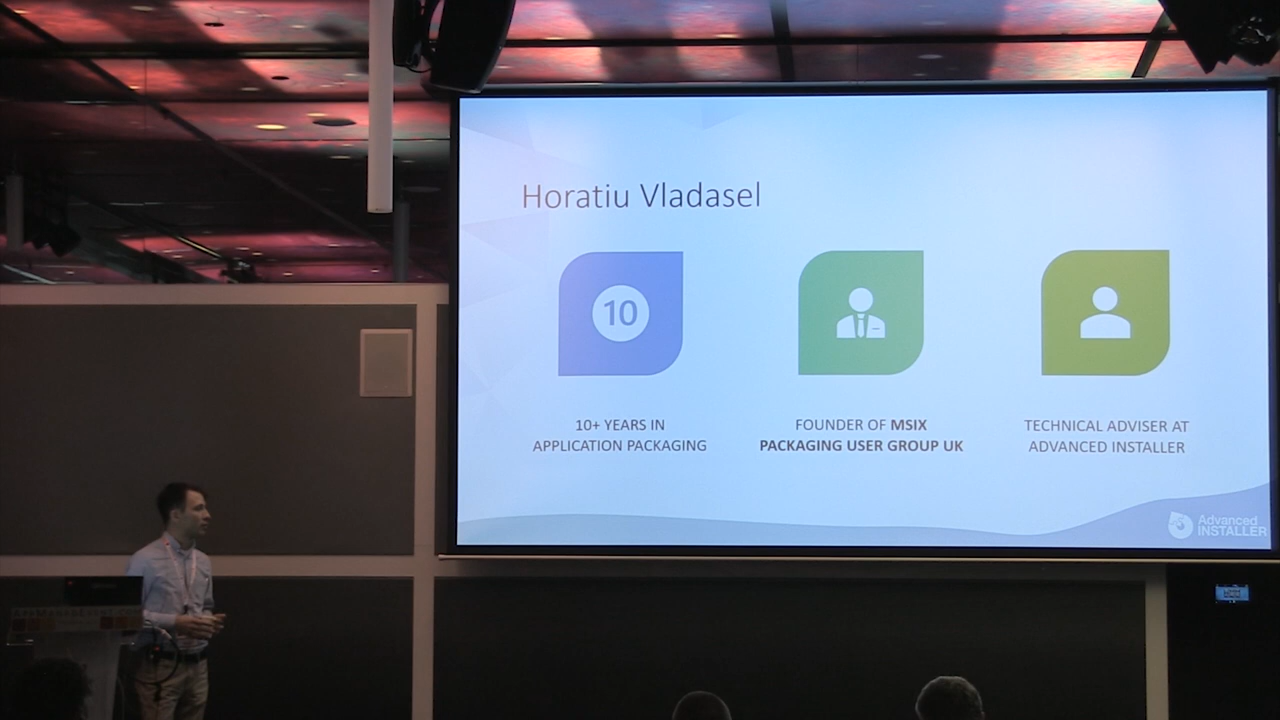 Horatiu Vladasel
10
10+ YEARS IN
APPLICATION PACKAGING
FOUNDER OF MSIX
PACKAGING USER GROUP UK
TECHNICAL ADVISER AT
ADVANCED INSTALLER
Advanced
INSTALLER